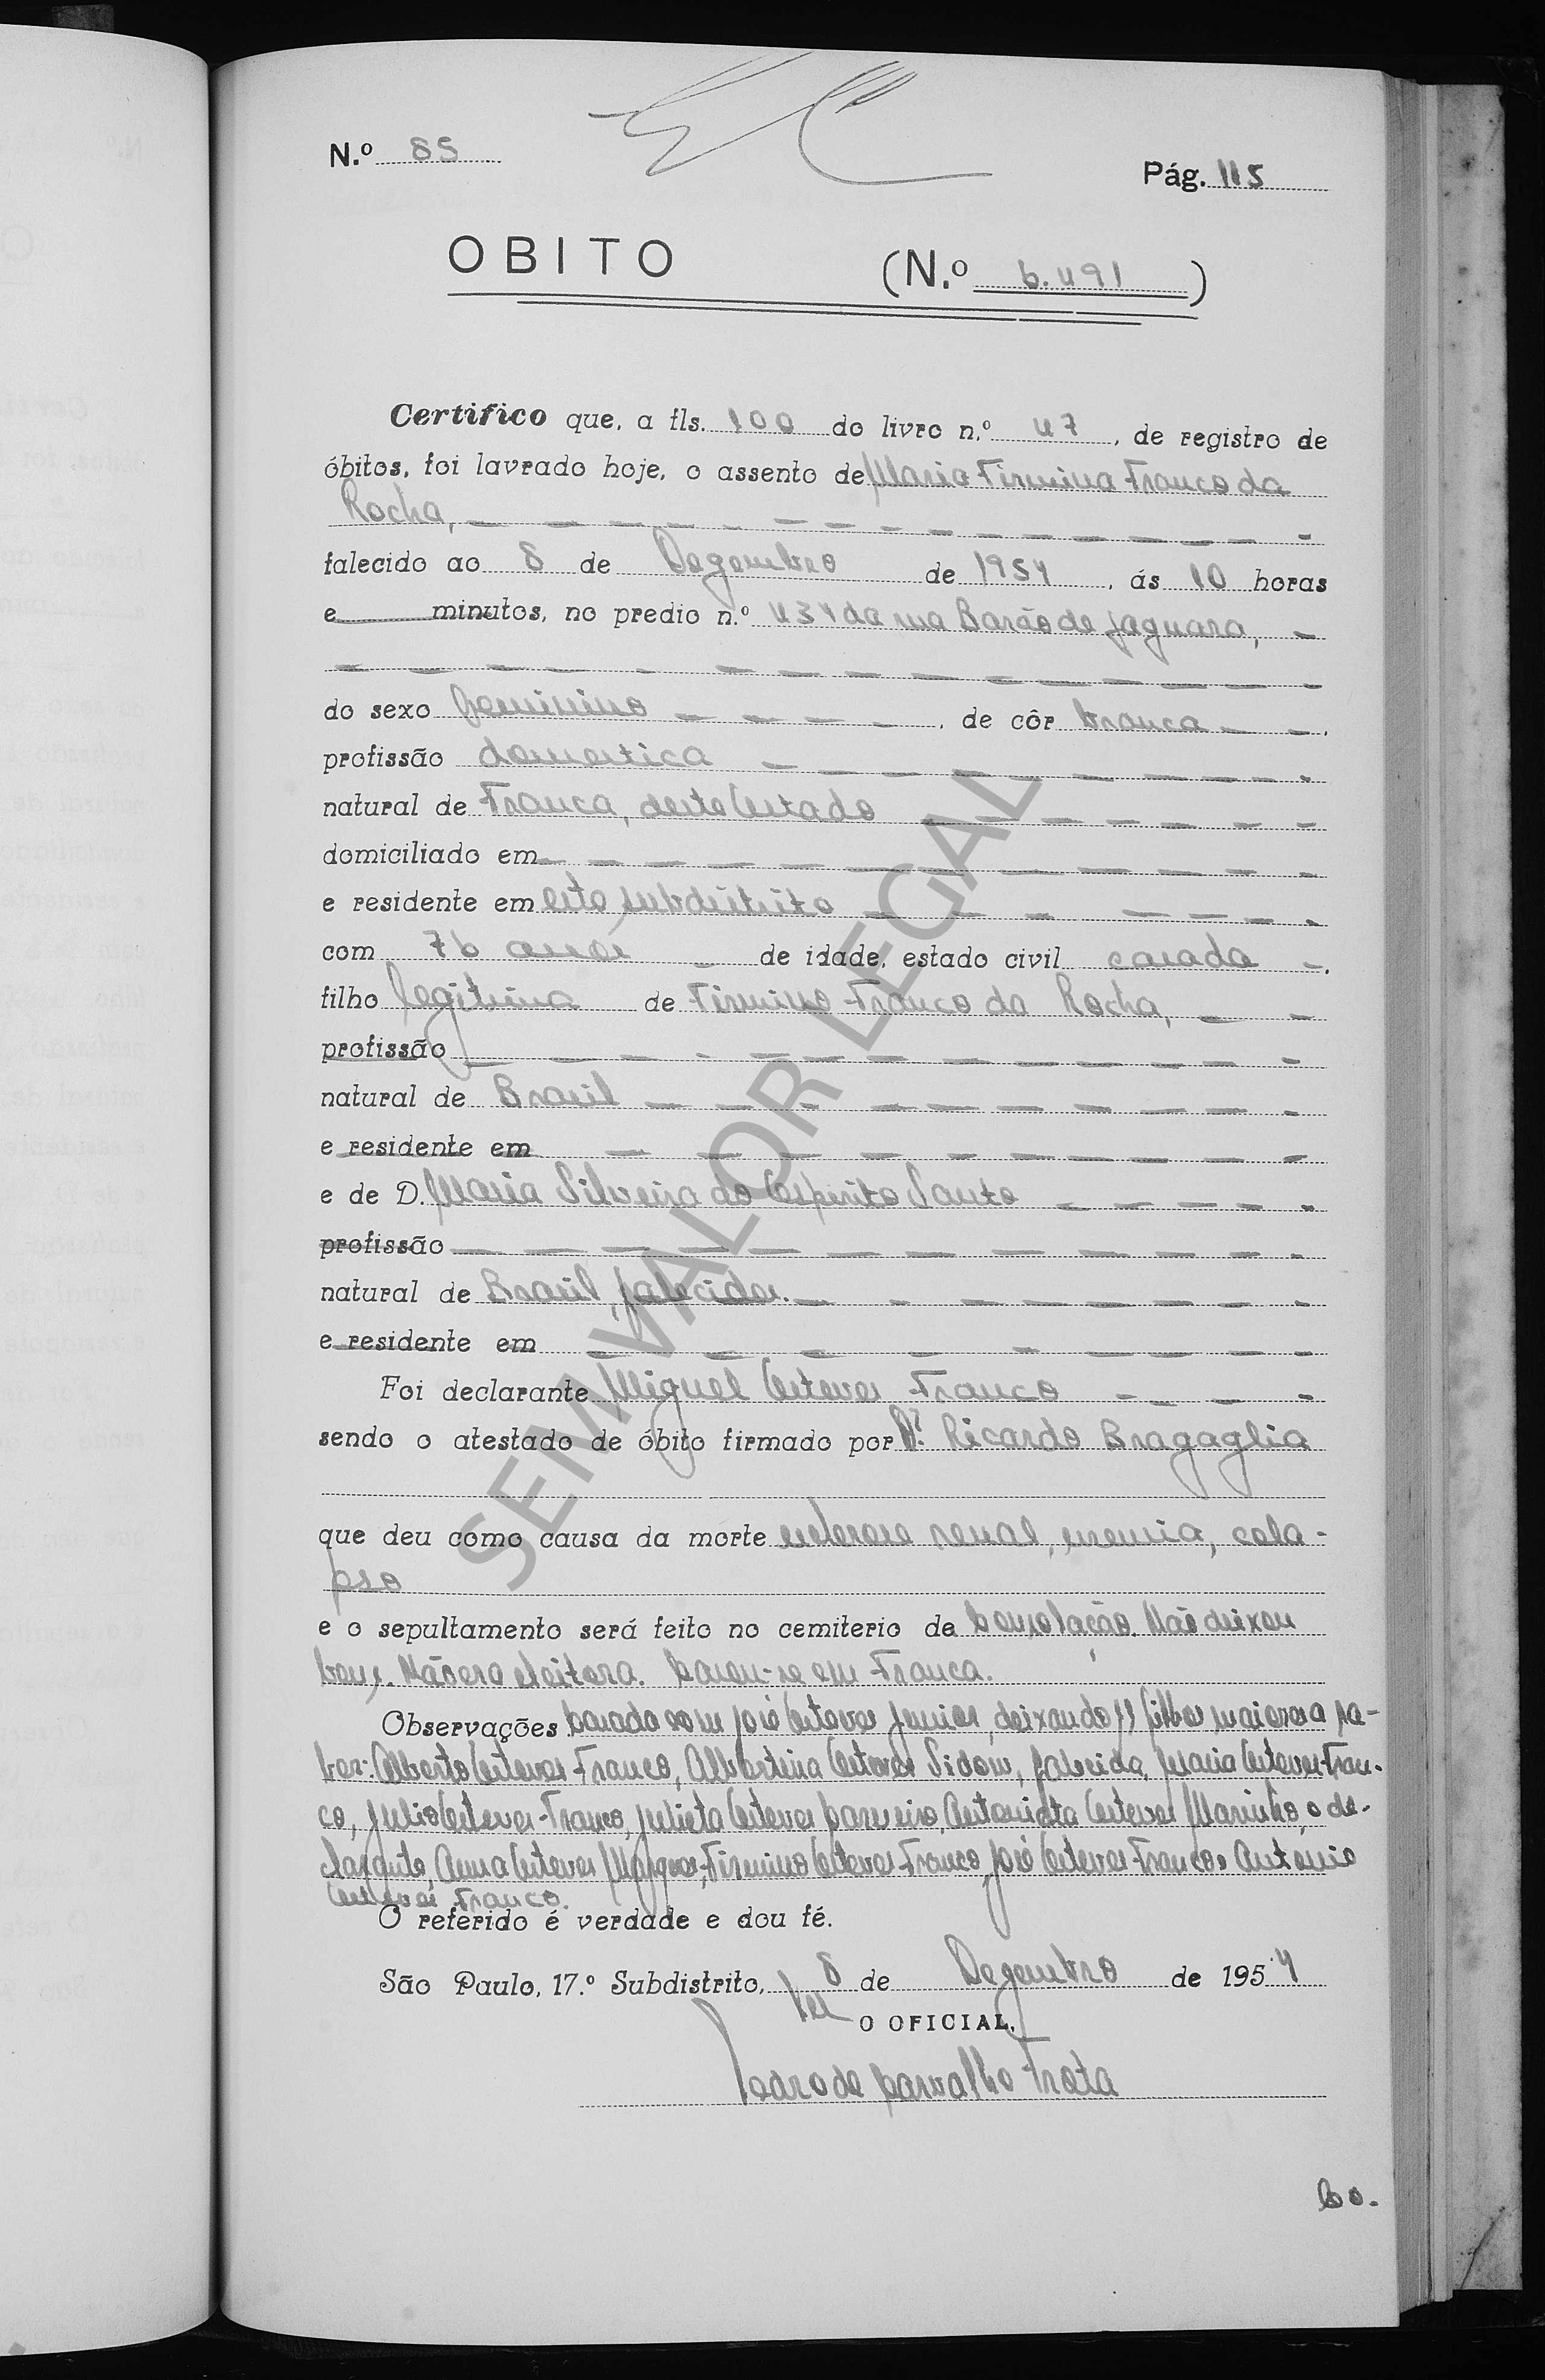 N.º 85
Pág. 115
OBITO (N.º 6.491)
Certifico que, a fls. 100 do livro n.º 47, de registro de
óbitos, foi lavrado hoje, o assento de Maria Firmina Franco da
Rocha,
falecido ao 8 de Dezembro de 1954, ás 10 horas
e minutos, no predio n.º 434 da rua Barão de Jaguara,
do sexo feminino, de côr branca
profissão domestica
natural de Franca, deste Estado
domiciliado em
e residente em este subdistrito
com 76 anos de idade, estado civil casada
filho legitima de Firmino Franco da Rocha,
profissão
natural de Brasil
e residente em
e de D. Maria Silveira do Espirito Santo
profissão
natural de Brasil, falecidos.
e residente em
Foi declarante Miguel Esteves Franco
sendo o atestado de óbito firmado por Dr. Ricardo Bragaglia
que deu como causa da morte esclerose renal, uremia, cola-
pso
e o sepultamento será feito no cemiterio da Consolação. Não deixou
bens. Não era eleitora. Casou-se em Franca.
Observações casada com José Esteves Junior, deixando 11 filhos maiores a sa-
ber: Alberto Esteves Franco, Albertina Esteves Sidow, falecida, Maria Esteves Fran-
co, Julio Esteves Franco, Julieta Esteves Antonieta Esteves Marinho, o de-
clarante, Anna Esteves Marques, Firmino Esteves Franco, José Esteves Franco e Antonio
Esteves Franco.
O referido é verdade e dou fé.
São Paulo, 17.º Subdistrito, 8 de Dezembro de 1954
O OFICIAL,
Pedro de Carvalho Frota
SEM VALOR LEGAL